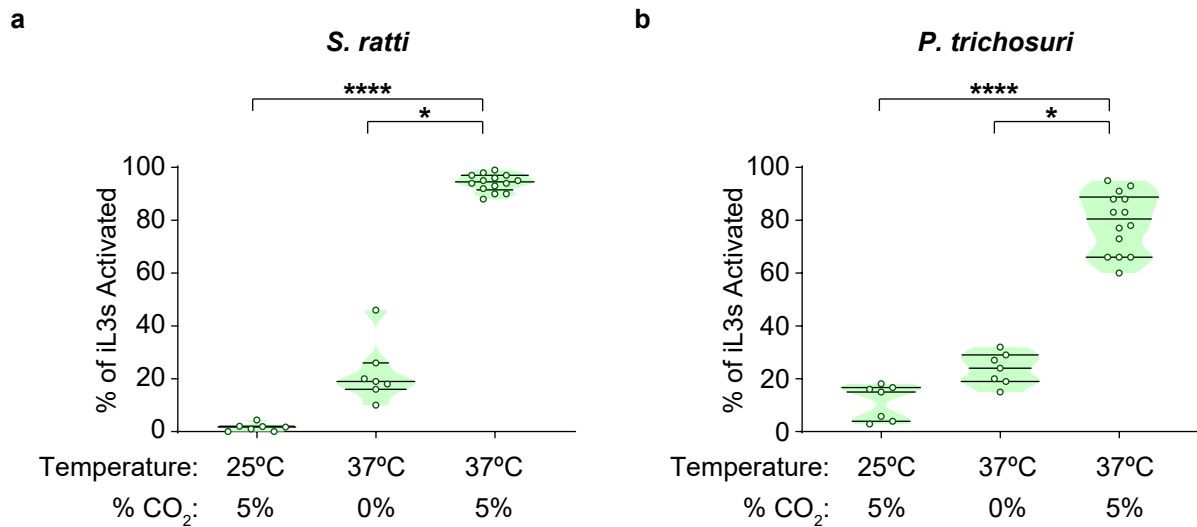 a
S. ratti
****
*
% of iL3s Activated
100
80
60
40
20
0
Temperature: 25ºC 37ºC 37ºC
% CO₂: 5% 0% 5%
b
P. trichosuri
****
*
% of iL3s Activated
100
80
60
40
20
0
Temperature: 25ºC 37ºC 37ºC
% CO₂: 5% 0% 5%